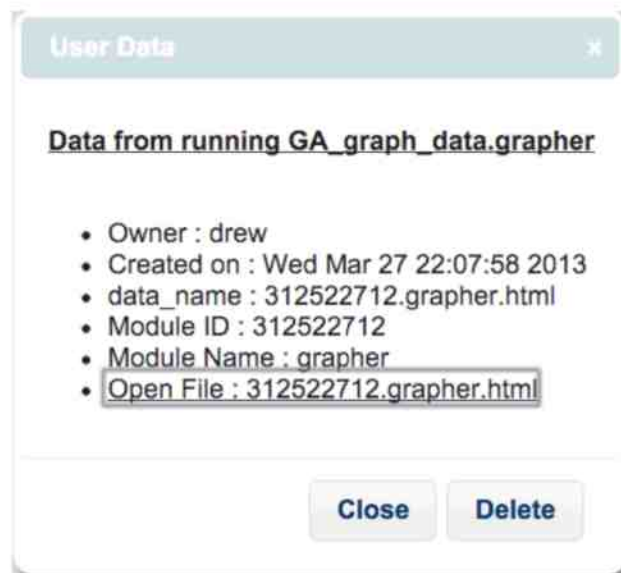 User Data ×
Data from running GA_graph_data.grapher
• Owner : drew
• Created on : Wed Mar 27 22:07:58 2013
• data_name : 312522712.grapher.html
• Module ID : 312522712
• Module Name : grapher
• Open File : 312522712.grapher.html
Close Delete